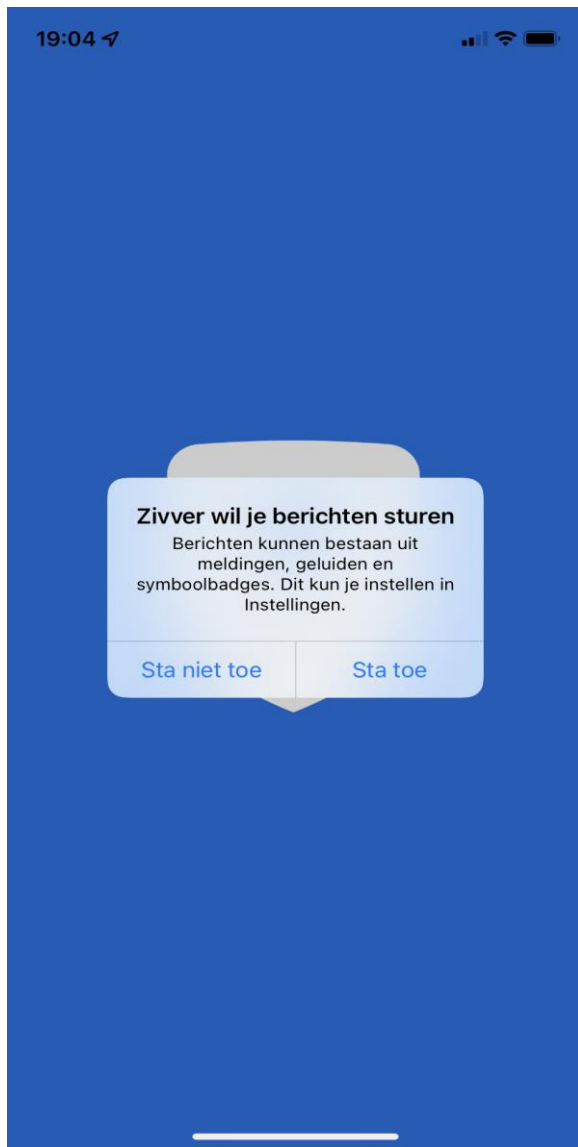 19:04
Zivver wil je berichten sturen
Berichten kunnen bestaan uit
meldingen, geluiden en
symboolbadges. Dit kun je instellen in
Instellingen.
Sta niet toe
Sta toe